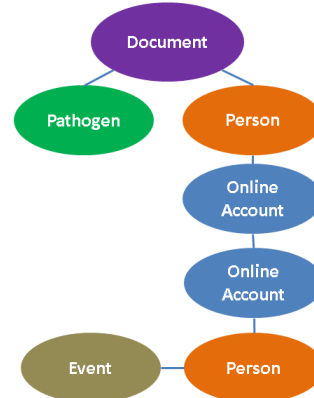 Document
Pathogen
Person
Online
Account
Online
Account
Event
Person